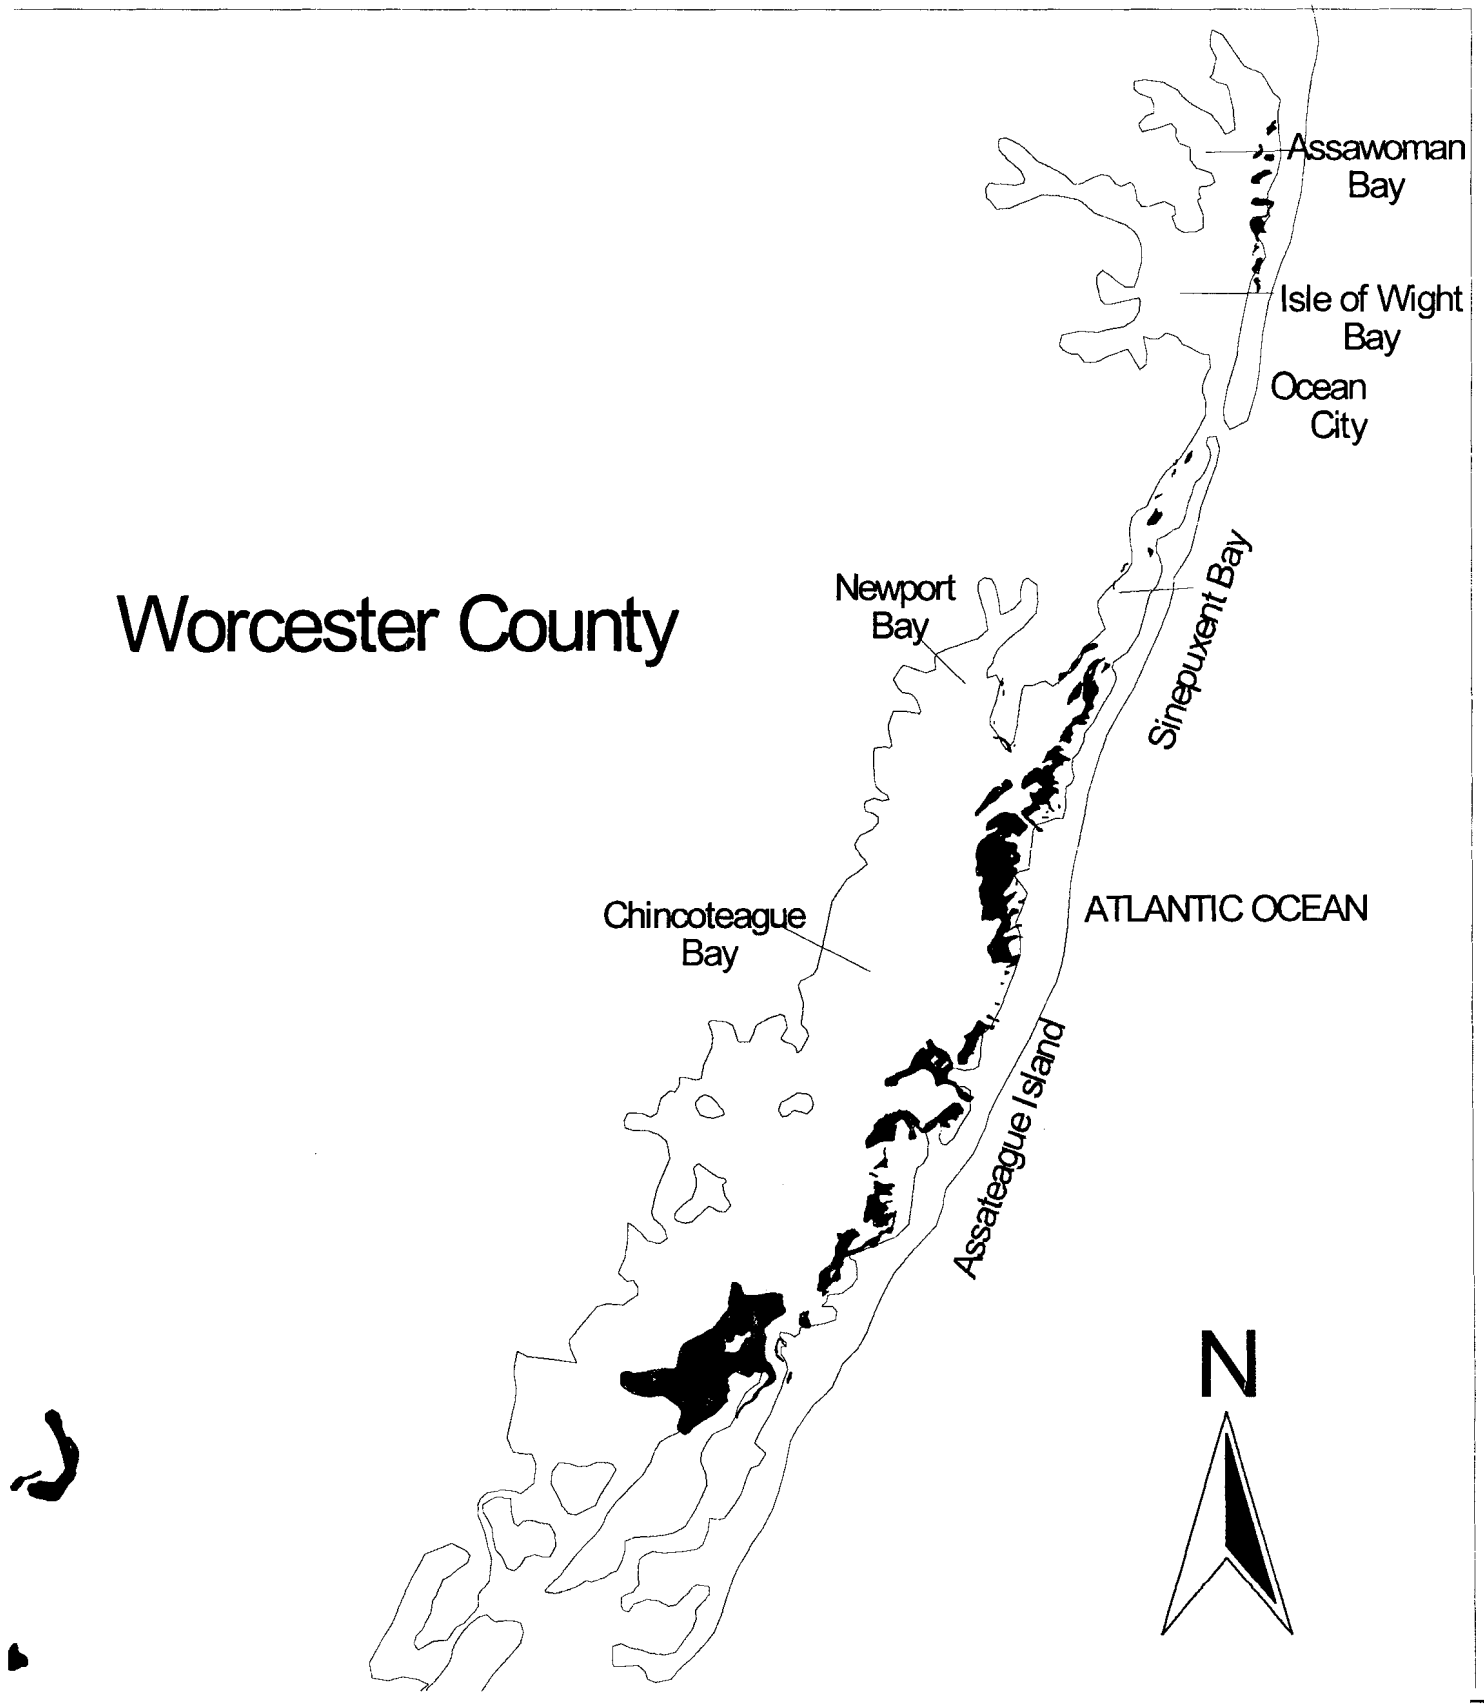 Assawoman
Bay
Isle of Wight
Bay
Ocean
City
Sinepuxent Bay
Newport
Bay
Worcester County
Chincoteague
Bay
ATLANTIC OCEAN
Assateague Island
N